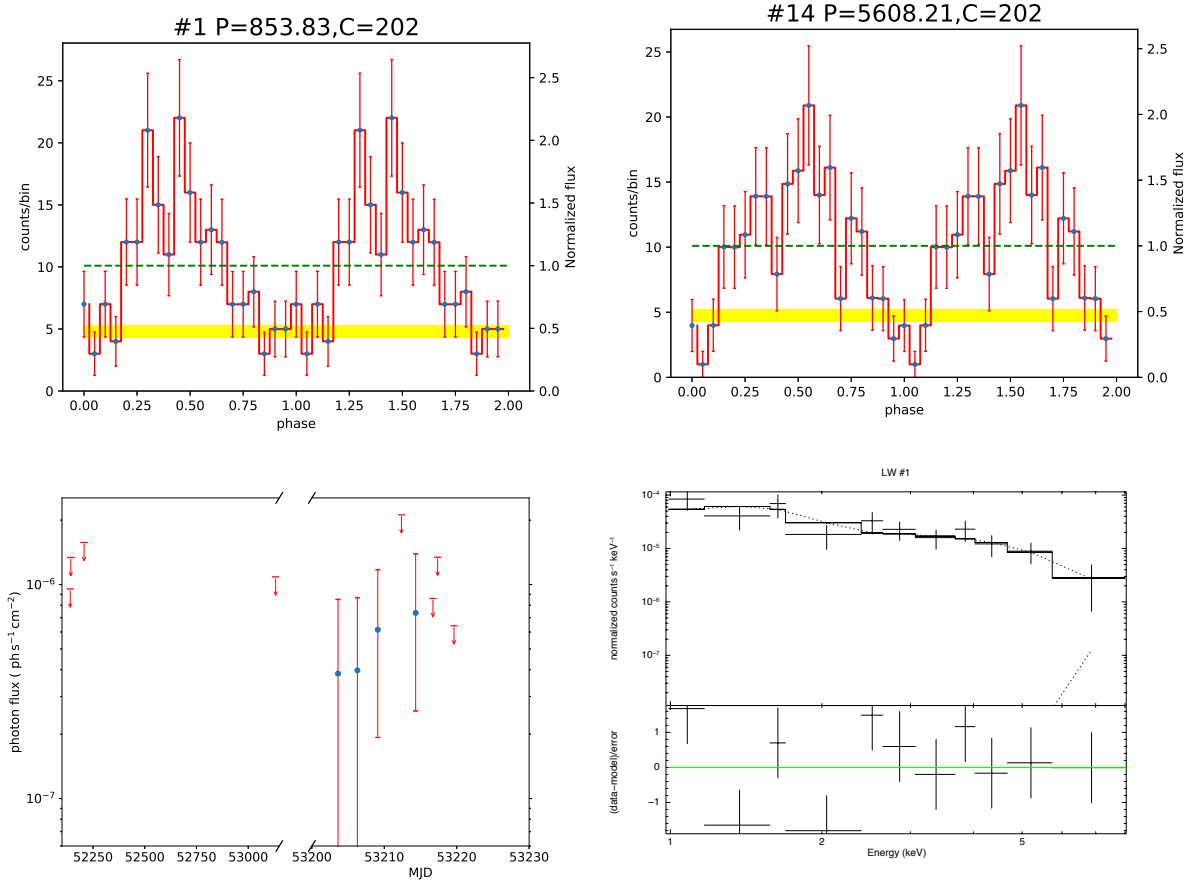 #1 P=853.83,C=202
25
20
15
10
5
0
counts/bin
2.5
2.0
1.5
1.0
0.5
0.0
Normalized flux
0.00 0.25 0.50 0.75 1.00 1.25 1.50 1.75 2.00
phase
#14 P=5608.21,C=202
25
20
15
10
5
0
counts/bin
2.5
2.0
1.5
1.0
0.5
0.0
Normalized flux
0.00 0.25 0.50 0.75 1.00 1.25 1.50 1.75 2.00
phase
10⁻⁶
10⁻⁷
photon flux ( ph s⁻¹ cm⁻²)
52250 52500 52750 53000 53200 53210 53220 53230
MJD
LW #1
10⁻⁴
10⁻⁵
10⁻⁶
10⁻⁷
normalized counts s⁻¹ keV⁻¹
1
0
−1
(data−model)/error
1 2 5
Energy (keV)